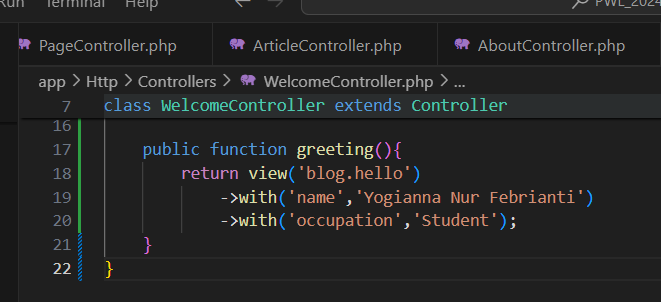 Run Terminal Help PWL_2024
PageController.php ArticleController.php AboutController.php
app > Http > Controllers > WelcomeController.php > ...
7 class WelcomeController extends Controller
16
17 public function greeting(){
18 return view('blog.hello')
19 ->with('name','Yogianna Nur Febrianti')
20 ->with('occupation','Student');
21 }
22 }